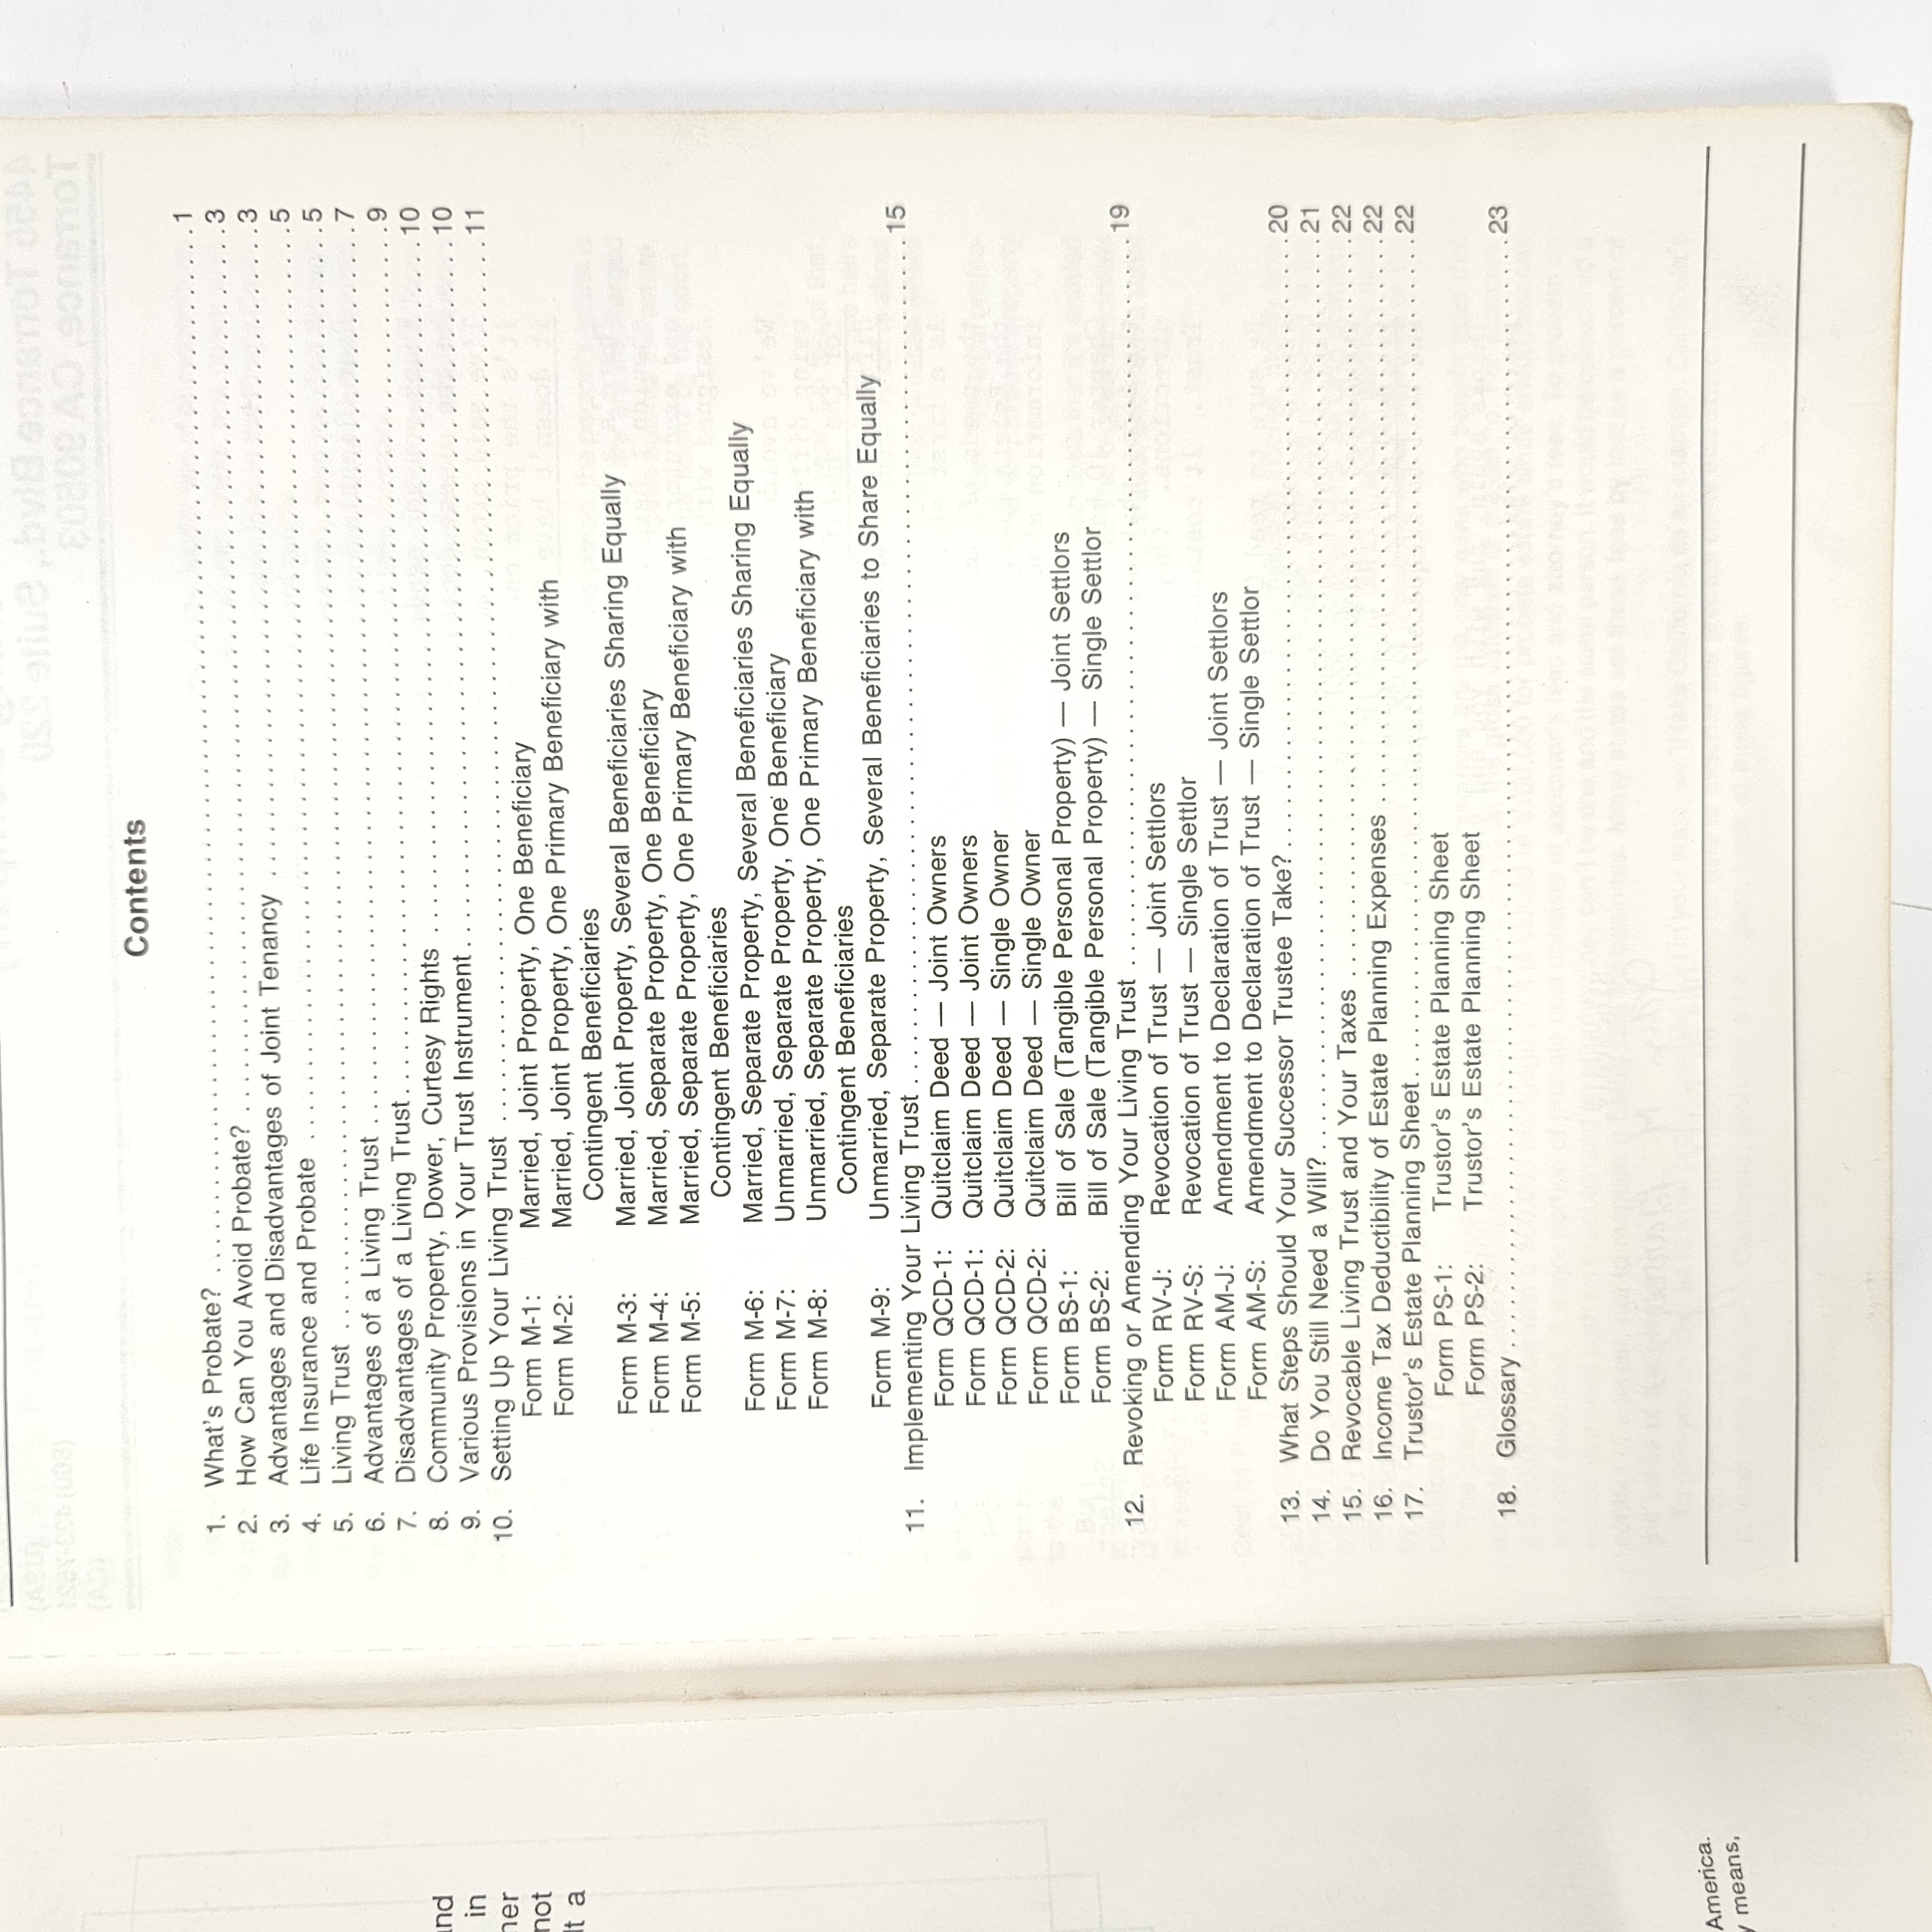 Contents
1. What's Probate? . . . . . . . . . . 1
2. How Can You Avoid Probate? . . . . . . . . . . 3
3. Advantages and Disadvantages of Joint Tenancy . . . . . . . . . . 3
4. Life Insurance and Probate . . . . . . . . . . 5
5. Living Trust . . . . . . . . . . 5
6. Advantages of a Living Trust . . . . . . . . . . 7
7. Disadvantages of a Living Trust . . . . . . . . . . 9
8. Community Property, Dower, Curtesy Rights . . . . . . . . . . 10
9. Various Provisions in Your Trust Instrument . . . . . . . . . . 10
10. Setting Up Your Living Trust . . . . . . . . . . 11
Form M-1: Married, Joint Property, One Beneficiary
Form M-2: Married, Joint Property, One Primary Beneficiary with
Contingent Beneficiaries
Form M-3: Married, Joint Property, Several Beneficiaries Sharing Equally
Form M-4: Married, Separate Property, One Beneficiary
Form M-5: Married, Separate Property, One Primary Beneficiary with
Contingent Beneficiaries
Form M-6: Married, Separate Property, Several Beneficiaries Sharing Equally
Form M-7: Unmarried, Separate Property, One Beneficiary
Form M-8: Unmarried, Separate Property, One Primary Beneficiary with
Contingent Beneficiaries
Form M-9: Unmarried, Separate Property, Several Beneficiaries to Share Equally
11. Implementing Your Living Trust . . . . . . . . . . 15
Form QCD-1: Quitclaim Deed — Joint Owners
Form QCD-1: Quitclaim Deed — Joint Owners
Form QCD-2: Quitclaim Deed — Single Owner
Form QCD-2: Quitclaim Deed — Single Owner
Form BS-1: Bill of Sale (Tangible Personal Property) — Joint Settlors
Form BS-2: Bill of Sale (Tangible Personal Property) — Single Settlor
12. Revoking or Amending Your Living Trust . . . . . . . . . . 19
Form RV-J: Revocation of Trust — Joint Settlors
Form RV-S: Revocation of Trust — Single Settlor
Form AM-J: Amendment to Declaration of Trust — Joint Settlors
Form AM-S: Amendment to Declaration of Trust — Single Settlor
13. What Steps Should Your Successor Trustee Take? . . . . . . . . . . 20
14. Do You Still Need a Will? . . . . . . . . . . 21
15. Revocable Living Trust and Your Taxes . . . . . . . . . . 22
16. Income Tax Deductibility of Estate Planning Expenses . . . . . . . . . . 22
17. Trustor's Estate Planning Sheet . . . . . . . . . . 22
Form PS-1: Trustor's Estate Planning Sheet
Form PS-2: Trustor's Estate Planning Sheet
18. Glossary . . . . . . . . . . 23
in
not
a
America.
means,